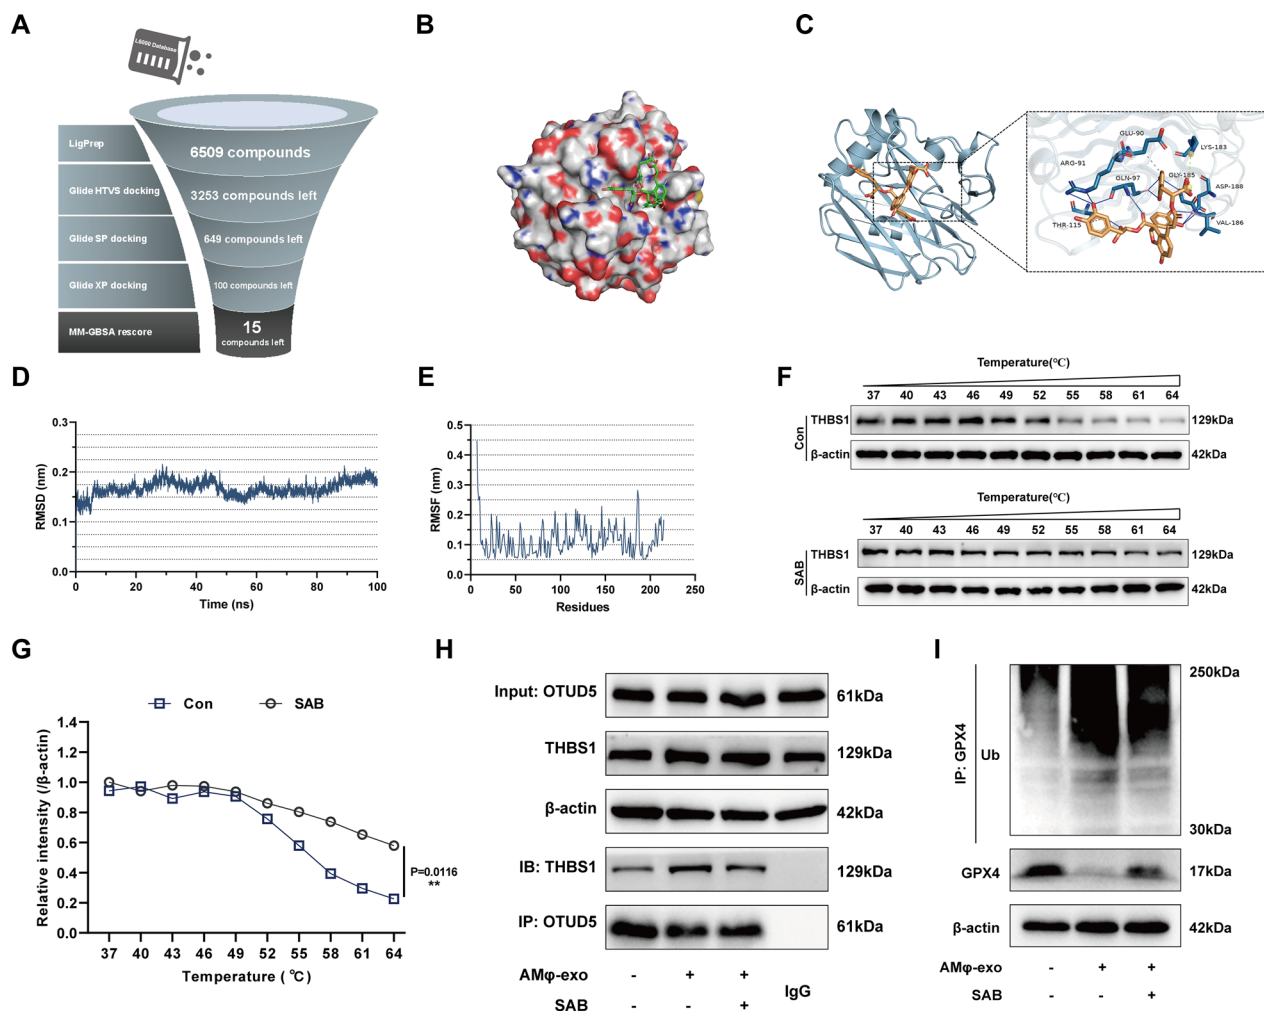 A
L6000 Database
LigPrep
Glide HTVS docking
Glide SP docking
Glide XP docking
MM-GBSA rescore
6509 compounds
3253 compounds left
649 compounds left
100 compounds left
15
compounds left
B
C
GLU-90
LYS-183
ARG-91
GLN-97
GLY-185
ASP-188
THR-115
VAL-186
D
RMSD (nm)
0.3
0.2
0.1
0.0
0 20 40 60 80 100
Time (ns)
E
RMSF (nm)
0.5
0.4
0.3
0.2
0.1
0.0
0 50 100 150 200 250
Residues
F
Temperature(℃)
37 40 43 46 49 52 55 58 61 64
Con
THBS1 129kDa
β-actin 42kDa
Temperature(℃)
37 40 43 46 49 52 55 58 61 64
SAB
THBS1 129kDa
β-actin 42kDa
G
Con SAB
Relative intensity (/β-actin)
1.4
1.2
1.0
0.8
0.6
0.4
0.2
0.0
P=0.0116
**
37 40 43 46 49 52 55 58 61 64
Temperature ( ℃)
H
Input: OTUD5 61kDa
THBS1 129kDa
β-actin 42kDa
IB: THBS1 129kDa
IP: OTUD5 61kDa
AMφ-exo - + +
IgG
SAB - - +
I
IP: GPX4
Ub
250kDa
30kDa
GPX4 17kDa
β-actin 42kDa
AMφ-exo - + +
SAB - - +